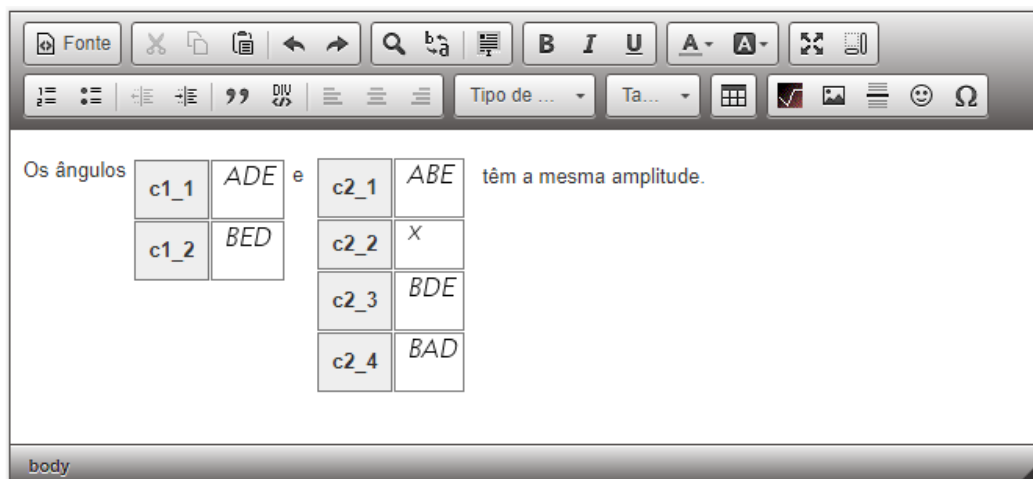 Fonte
B I U A A
Tipo de ... Ta...
Os ângulos c1_1 ADE e c2_1 ABE têm a mesma amplitude.
c1_2 BED c2_2 x
c2_3 BDE
c2_4 BAD
body